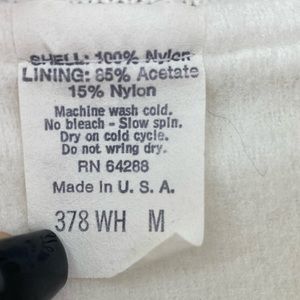 SHELL: 100% Nylon
LINING: 85% Acetate
15% Nylon
Machine wash cold.
No bleach - Slow spin.
Dry on cold cycle.
Do not wring dry.
RN 64288
Made in U. S. A.
378 WH M